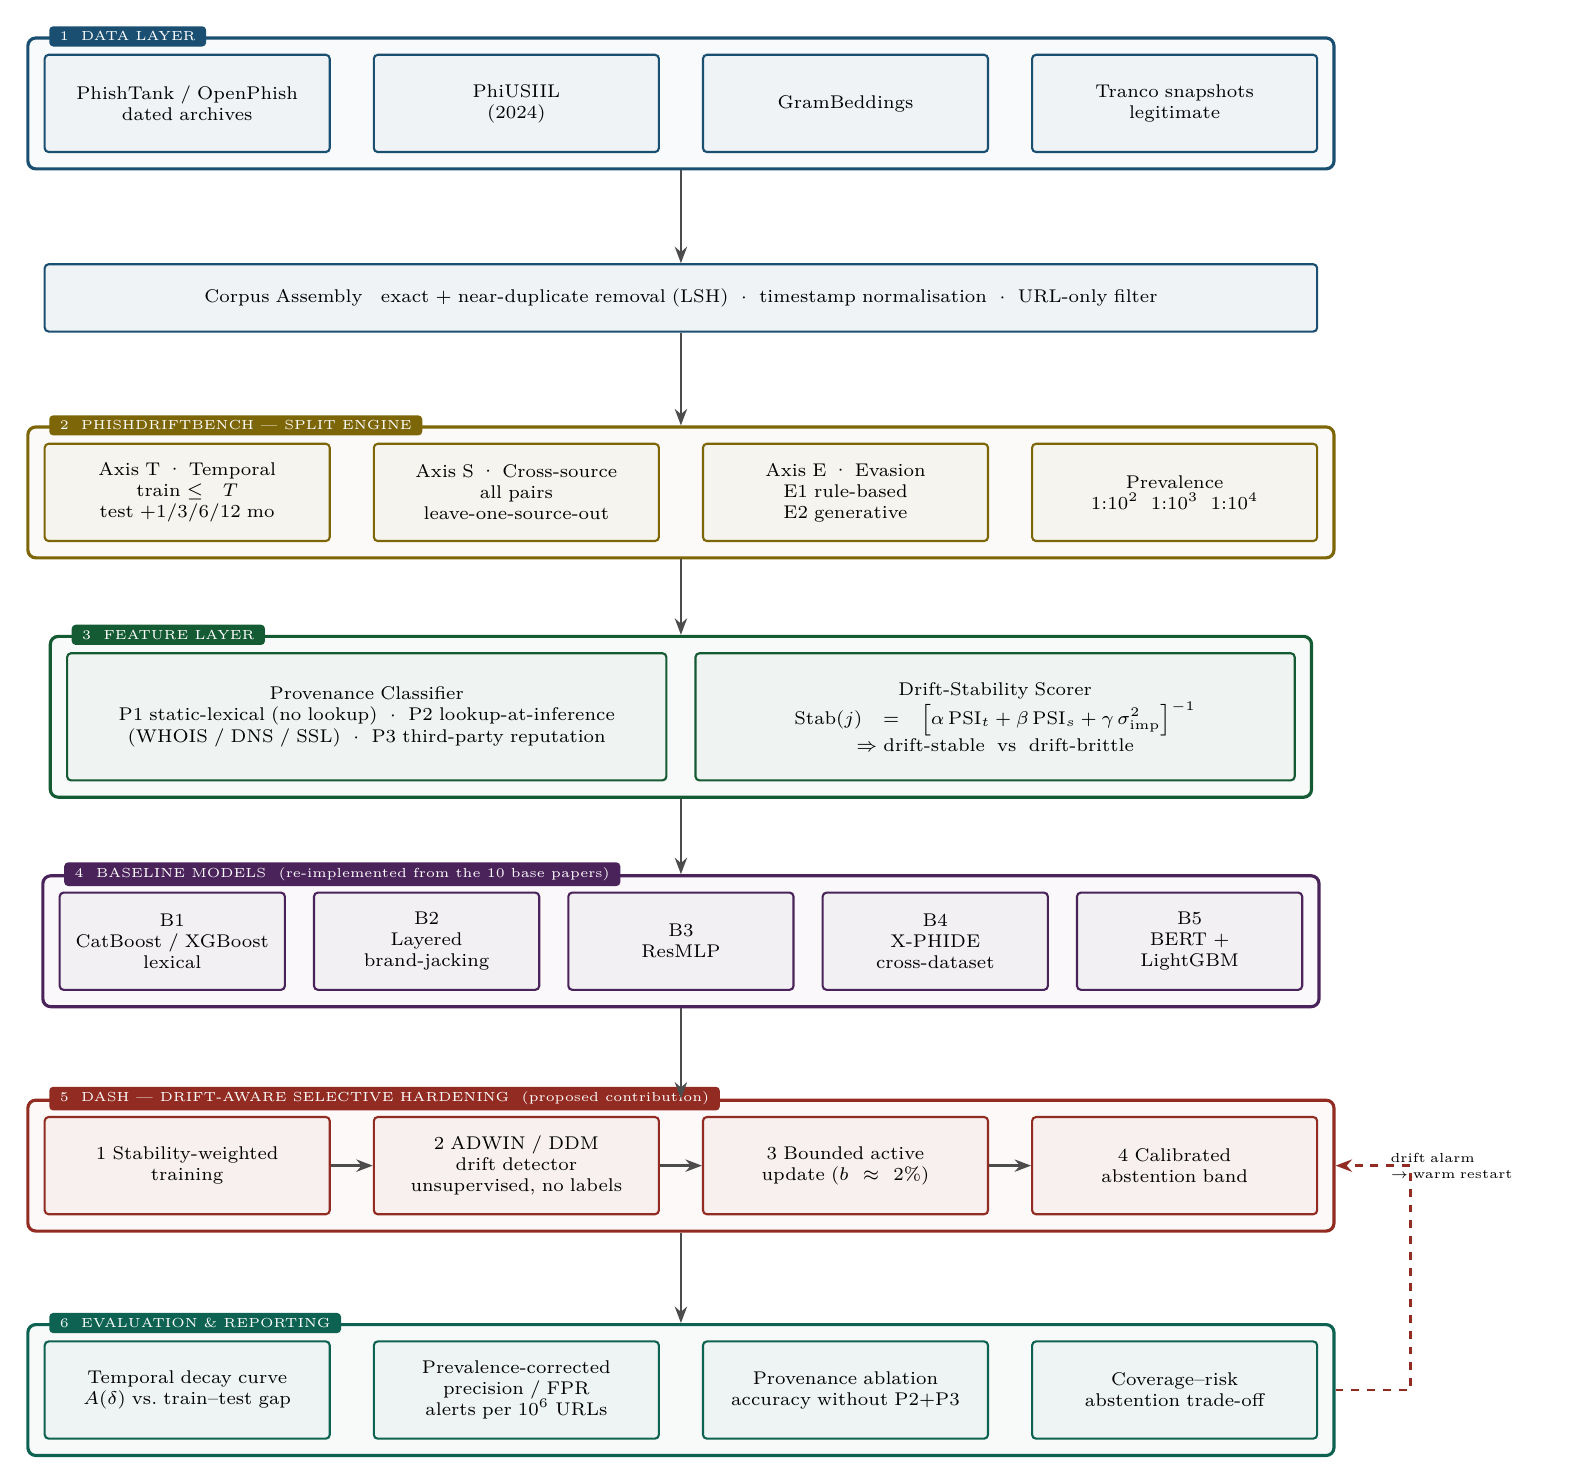 1 DATA LAYER
PhishTank / OpenPhish
dated archives
PhiUSIIL
(2024)
GramBeddings
Tranco snapshots
legitimate
Corpus Assembly exact + near-duplicate removal (LSH) · timestamp normalisation · URL-only filter
2 PHISHDRIFTBENCH — SPLIT ENGINE
Axis T · Temporal
train ≤ T
test +1/3/6/12 mo
Axis S · Cross-source
all pairs
leave-one-source-out
Axis E · Evasion
E1 rule-based
E2 generative
Prevalence
1:10² 1:10³ 1:10⁴
3 FEATURE LAYER
Provenance Classifier
P1 static-lexical (no lookup) · P2 lookup-at-inference
(WHOIS / DNS / SSL) · P3 third-party reputation
Drift-Stability Scorer
Stab(j) = [α PSI_t + β PSI_s + γ σ²_imp]⁻¹
⇒ drift-stable vs drift-brittle
4 BASELINE MODELS (re-implemented from the 10 base papers)
B1
CatBoost / XGBoost
lexical
B2
Layered
brand-jacking
B3
ResMLP
B4
X-PHIDE
cross-dataset
B5
BERT +
LightGBM
5 DASH — DRIFT-AWARE SELECTIVE HARDENING (proposed contribution)
1 Stability-weighted
training
2 ADWIN / DDM
drift detector
unsupervised, no labels
3 Bounded active
update (b ≈ 2%)
4 Calibrated
abstention band
drift alarm
→ warm restart
6 EVALUATION & REPORTING
Temporal decay curve
A(δ) vs. train–test gap
Prevalence-corrected
precision / FPR
alerts per 10⁶ URLs
Provenance ablation
accuracy without P2+P3
Coverage–risk
abstention trade-off